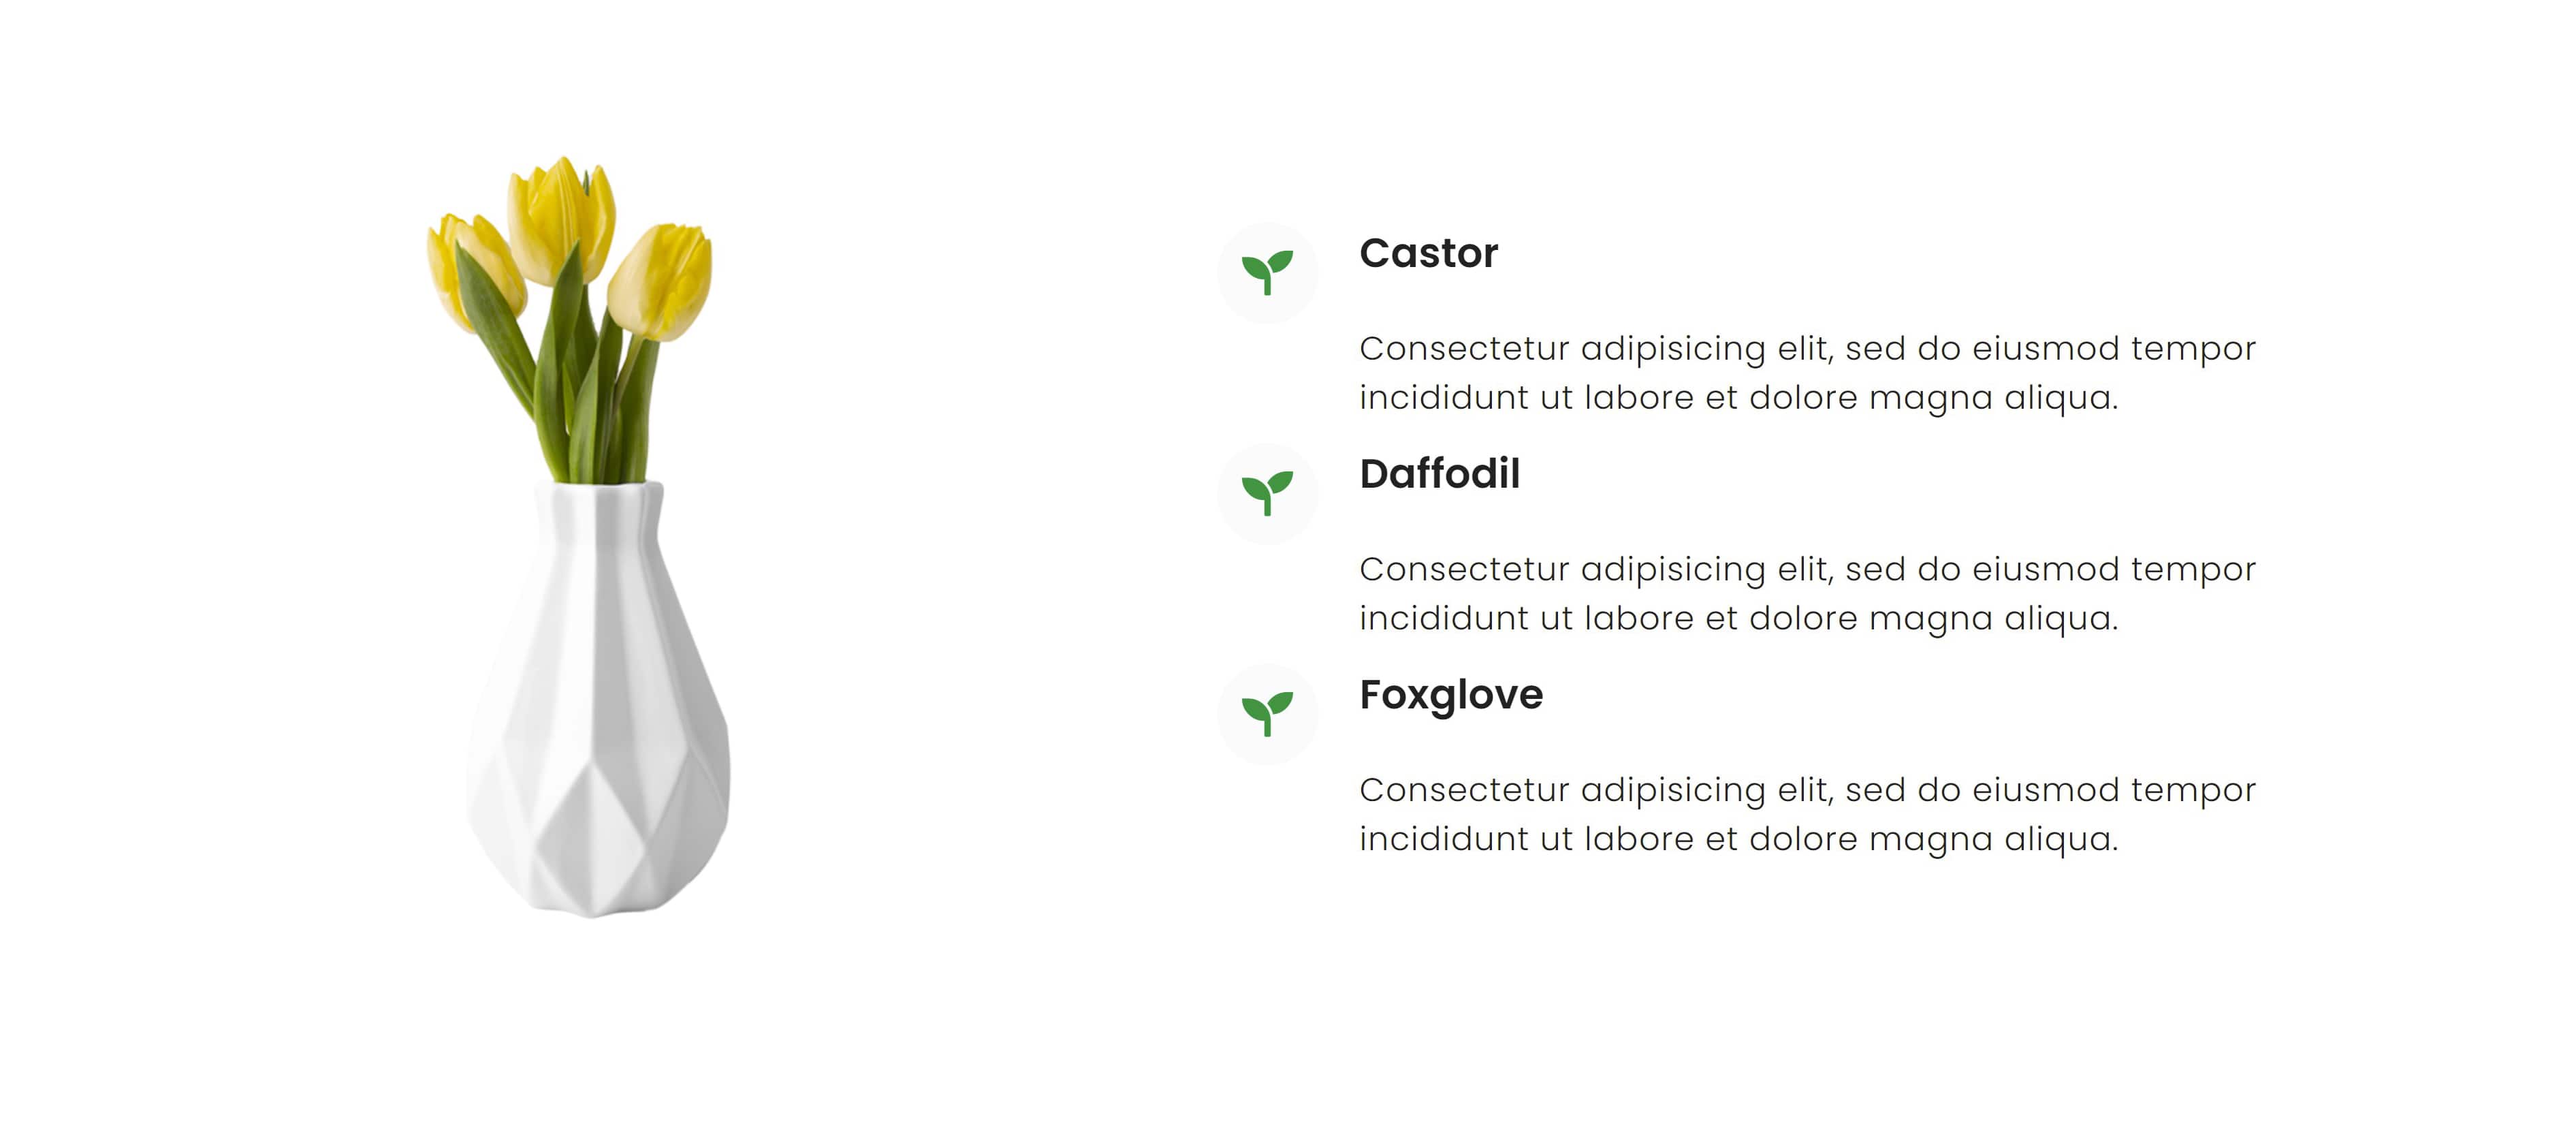 Castor
Consectetur adipisicing elit, sed do eiusmod tempor
incididunt ut labore et dolore magna aliqua.
Daffodil
Consectetur adipisicing elit, sed do eiusmod tempor
incididunt ut labore et dolore magna aliqua.
Foxglove
Consectetur adipisicing elit, sed do eiusmod tempor
incididunt ut labore et dolore magna aliqua.